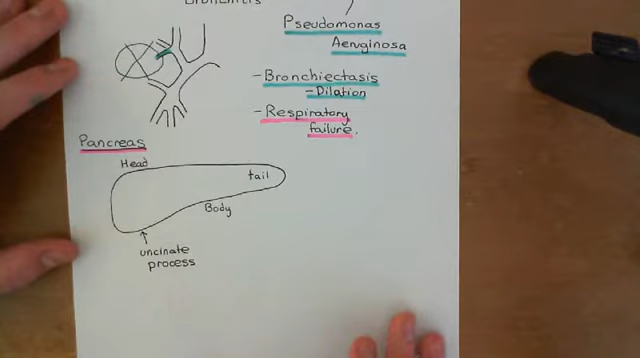 Pseudomonas
Aeruginosa
-Bronchiectasis
-Dilation
-Respiratory
failure.
Pancreas
Head
tail
Body
uncinate
process